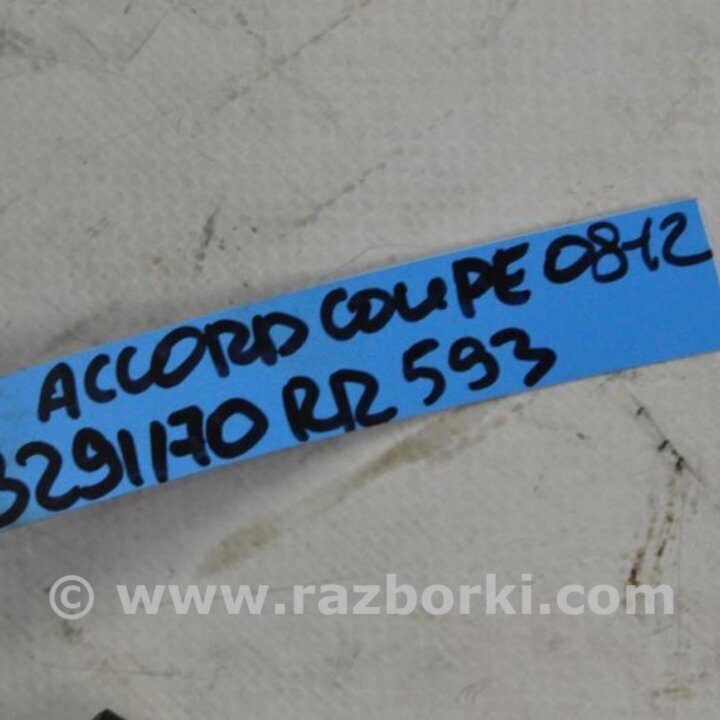 ACCORD COUPE 08-12
3291170 RR 593
© www.razborki.com